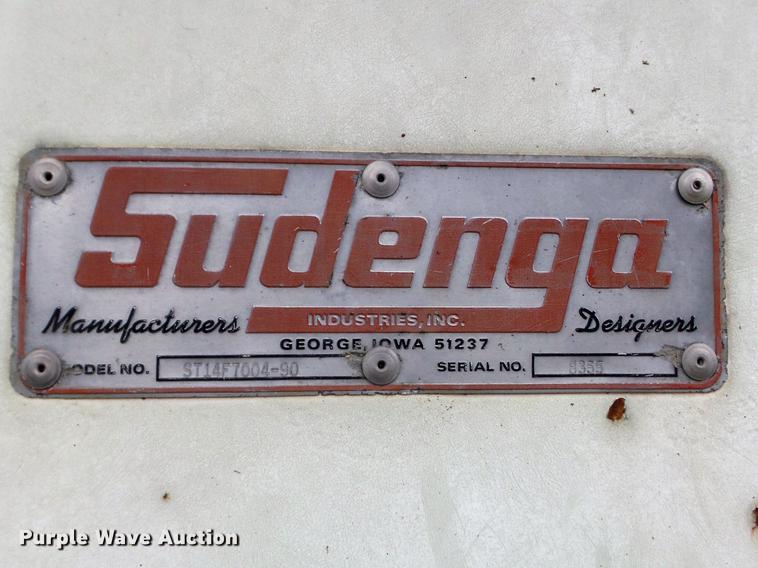 Sudenga
Manufacturers INDUSTRIES, INC. Designers
GEORGE, IOWA 51237
ODEL NO. ST14F7004-90 SERIAL NO. 8355
Purple Wave Auction